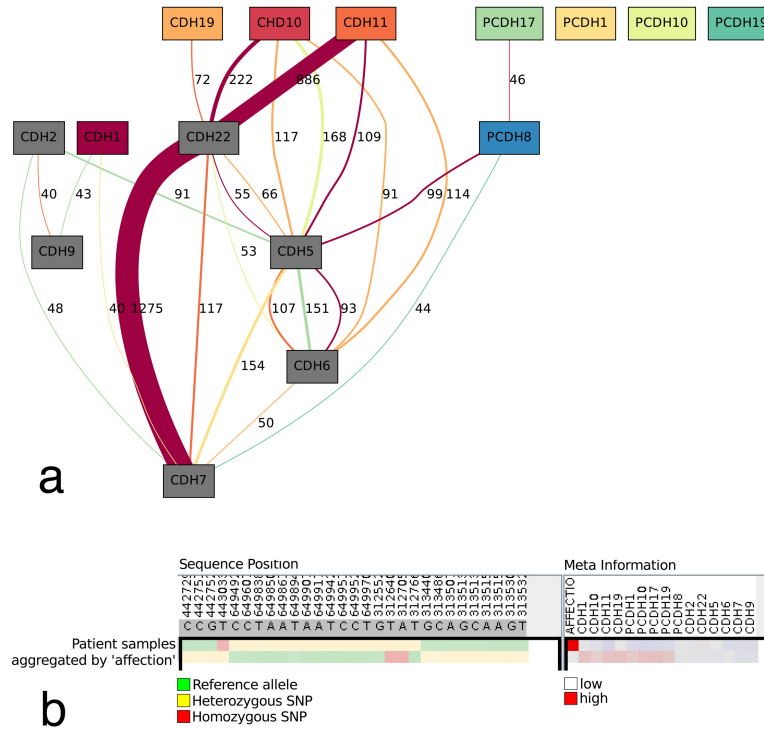 CDH19 CHD10 CDH11 PCDH17 PCDH1 PCDH10 PCDH19
72 222 886 46
CDH2 CDH1 CDH22 PCDH8
117 168 109
40 43 91 55 66 91 99 114
CDH9 CDH5
53
48 40 1275 117 107 151 93 44
154 CDH6
50
CDH7
a
Sequence Position Meta Information
AFFECTIO CDH1 CDH10 CDH11 CDH19 PCDH1 PCDH10 PCDH17 PCDH19 PCDH8 CDH2 CDH22 CDH5 CDH6 CDH7 CDH9
C C G T C C T A A T A A T C C T G T A T G C A G C A A G T
Patient samples
aggregated by 'affection'
Reference allele low
Heterozygous SNP high
Homozygous SNP
b